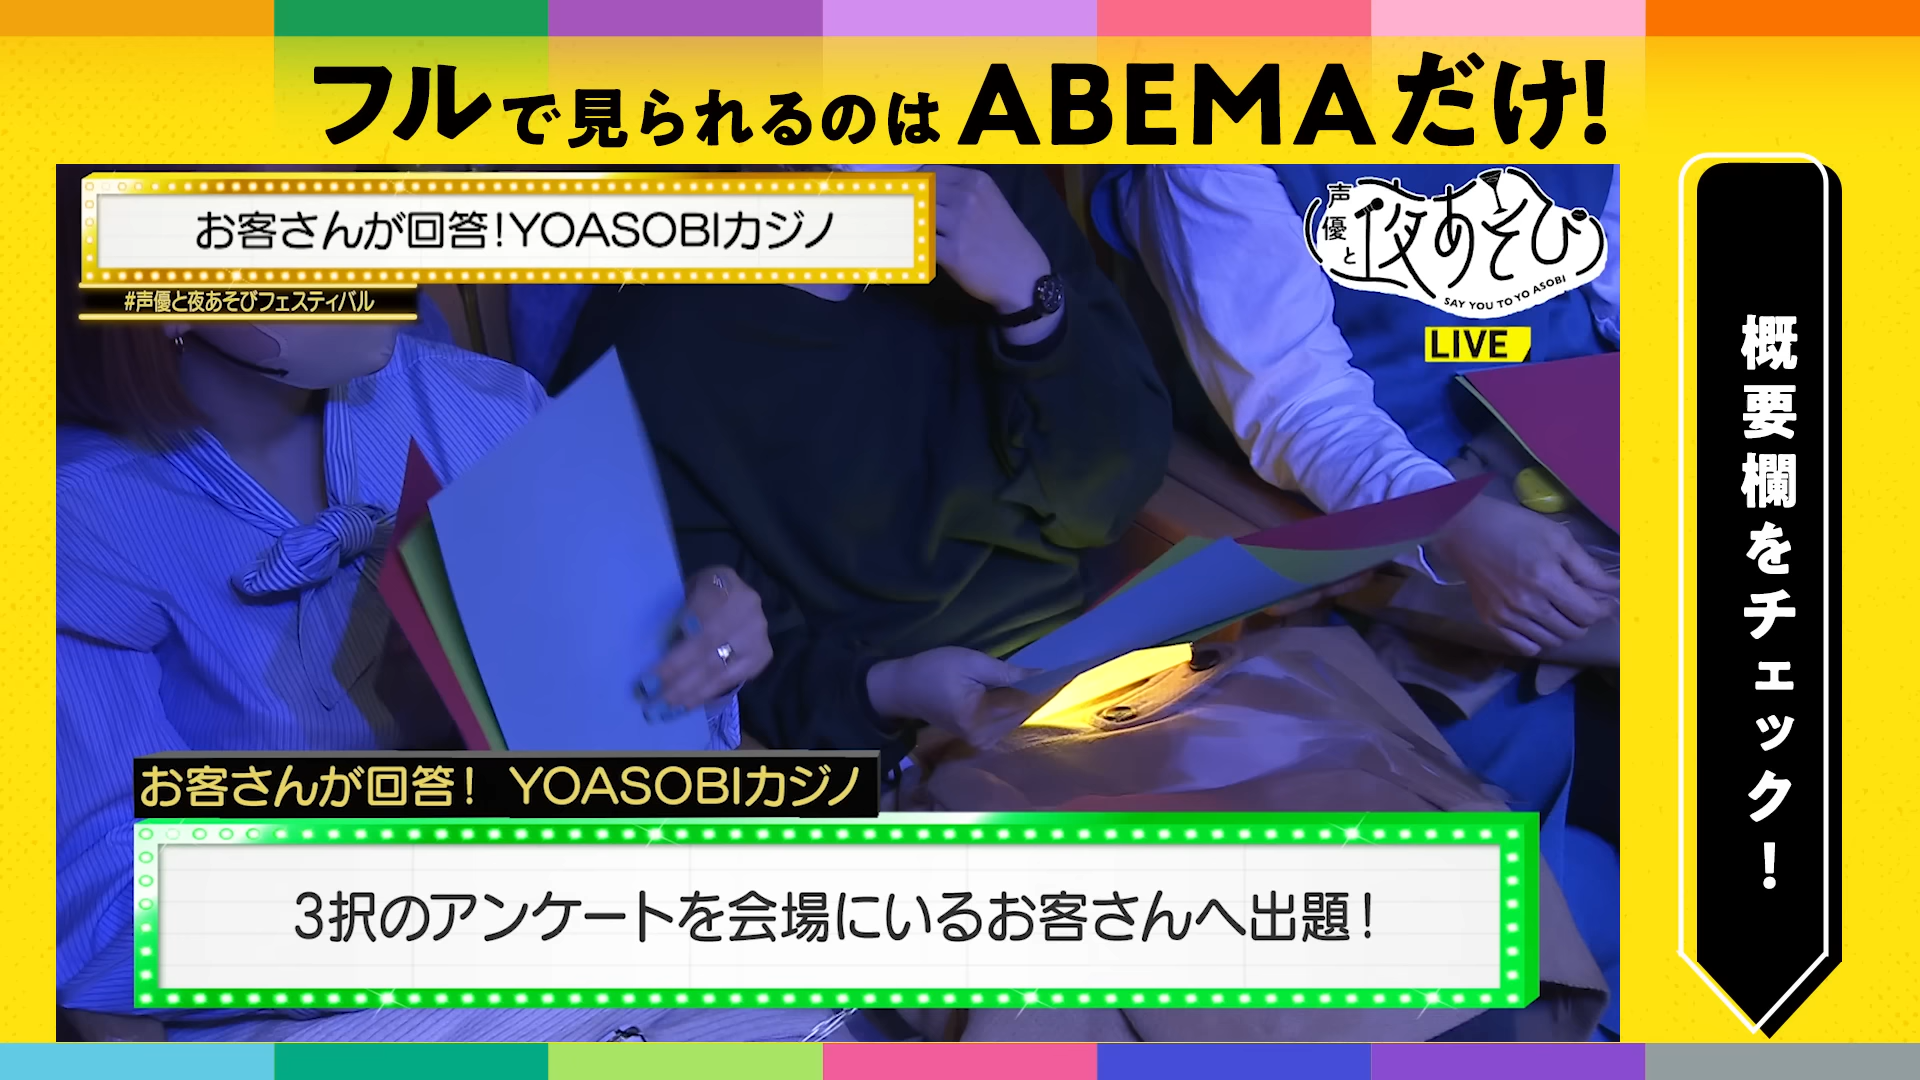 フルで見られるのはABEMAだけ!
お客さんが回答!YOASOBIカジノ
#声優と夜あそびフェスティバル
声優と夜あそび
SAY YOU TO YO ASOBI
LIVE
概要欄をチェック!
お客さんが回答! YOASOBIカジノ
3択のアンケートを会場にいるお客さんへ出題!